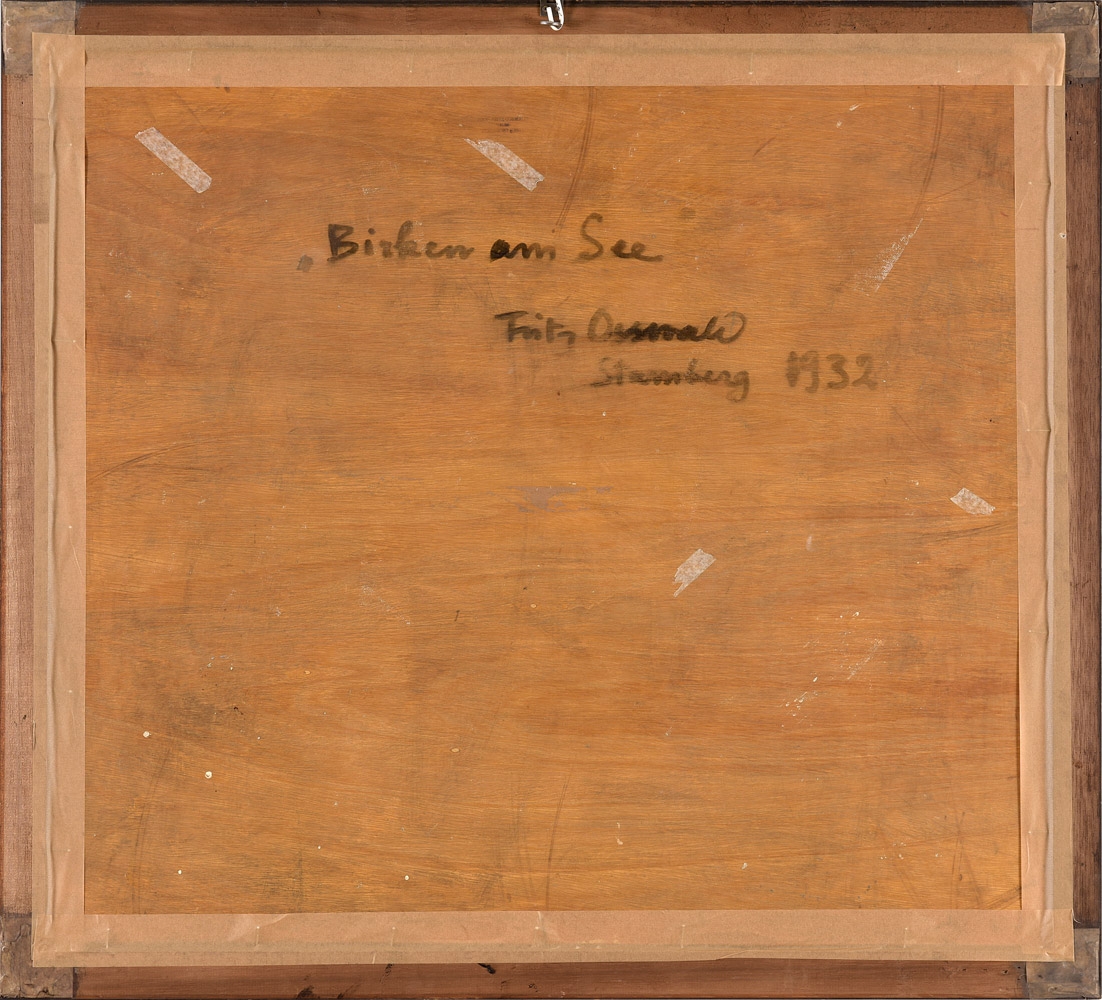 „Birken am See
Fritz Osswald
Starnberg 1932